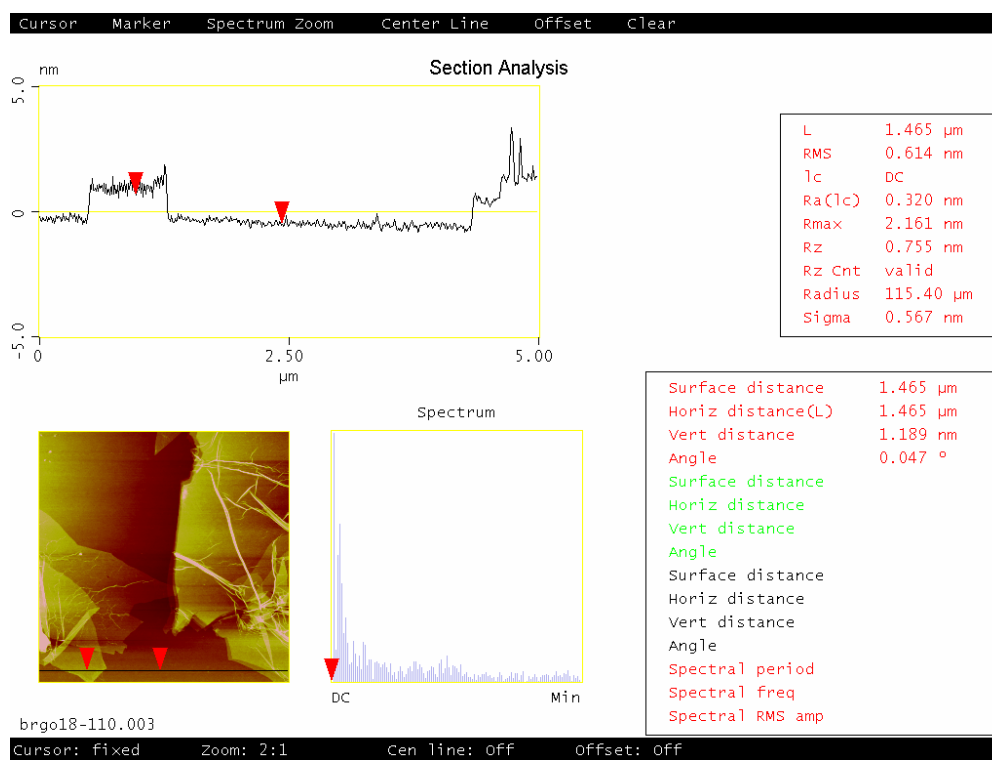 Cursor Marker Spectrum Zoom Center Line Offset Clear
nm Section Analysis
5.0
0
-5.0
0 2.50 5.00
µm
L 1.465 µm
RMS 0.614 nm
lc DC
Ra(lc) 0.320 nm
Rmax 2.161 nm
Rz 0.755 nm
Rz Cnt valid
Radius 115.40 µm
Sigma 0.567 nm
Spectrum
DC Min
Surface distance 1.465 µm
Horiz distance(L) 1.465 µm
Vert distance 1.189 nm
Angle 0.047 °
Surface distance
Horiz distance
Vert distance
Angle
Surface distance
Horiz distance
Vert distance
Angle
Spectral period
Spectral freq
Spectral RMS amp
brgo18-110.003
Cursor: fixed Zoom: 2:1 Cen line: Off Offset: Off